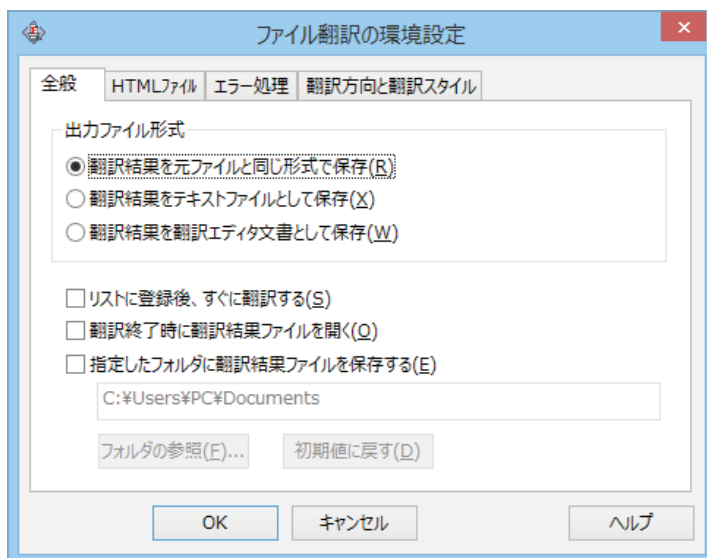 ファイル翻訳の環境設定
全般 HTMLファイル エラー処理 翻訳方向と翻訳スタイル
出力ファイル形式
翻訳結果を元ファイルと同じ形式で保存(R)
翻訳結果をテキストファイルとして保存(X)
翻訳結果を翻訳エディタ文書として保存(W)
リストに登録後、すぐに翻訳する(S)
翻訳終了時に翻訳結果ファイルを開く(O)
指定したフォルダに翻訳結果ファイルを保存する(E)
C:¥Users¥PC¥Documents
フォルダの参照(F)... 初期値に戻す(D)
OK キャンセル ヘルプ